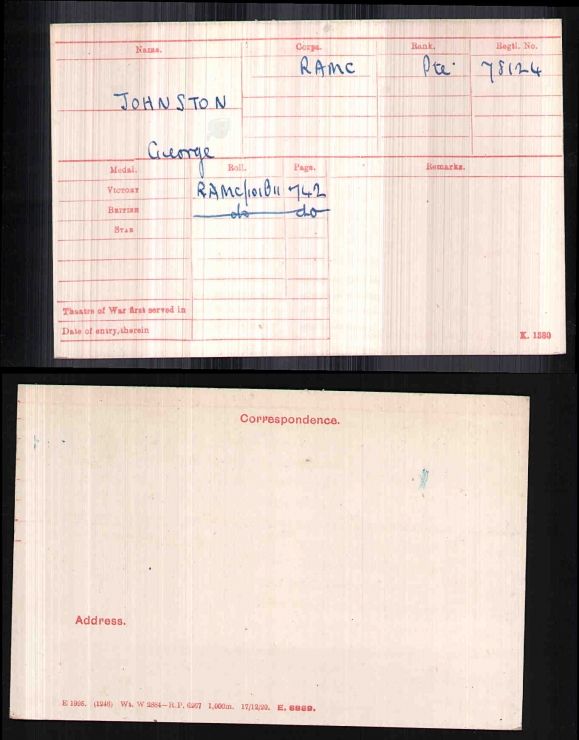 Name. Corps. Rank. Regtl. No.
RAMC Pte. 78124
JOHNSTON
George
Medal. Roll. Page. Remarks.
VICTORY RAMC/101B11 742
BRITISH do do
STAR
Theatre of War first served in
Date of entry therein
K. 1380
Correspondence.
Address.
E 1995. (1246) Wt. W 2884—R.P. 6267 1,000m. 17/12/20. E. 6888.